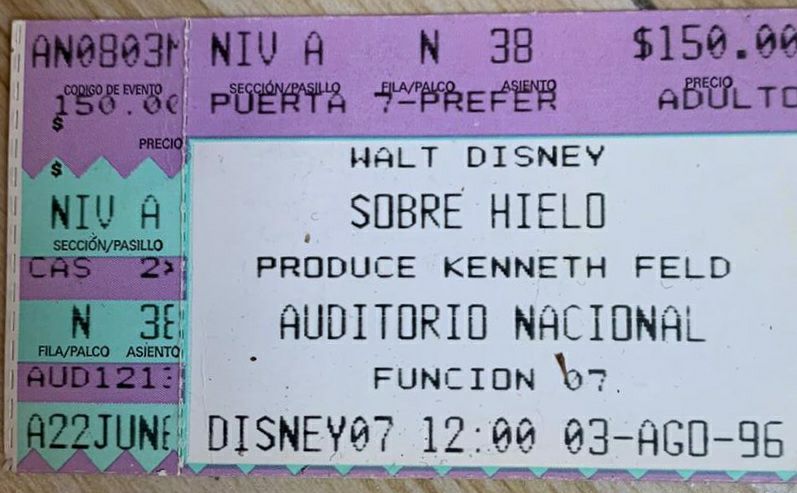 AN0803M NIV A N 38 $150.00
CODIGO DE EVENTO SECCIÓN/PASILLO FILA/PALCO ASIENTO PRECIO
150.00 PUERTA 7-PREFER ADULTO
$
PRECIO
$
WALT DISNEY
NIV A SOBRE HIELO
SECCIÓN/PASILLO
CAS 2X PRODUCE KENNETH FELD
N 38 AUDITORIO NACIONAL
FILA/PALCO ASIENTO
AUD121 FUNCION 07
A22JUNE DISNEY07 12:00 03-AGO-96